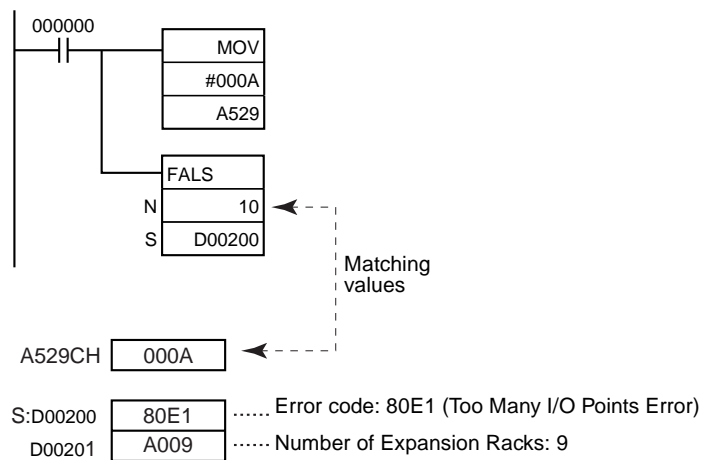 000000
MOV
#000A
A529
FALS
N 10
S D00200
Matching
values
A529CH 000A
S:D00200 80E1 ...... Error code: 80E1 (Too Many I/O Points Error)
D00201 A009 ...... Number of Expansion Racks: 9